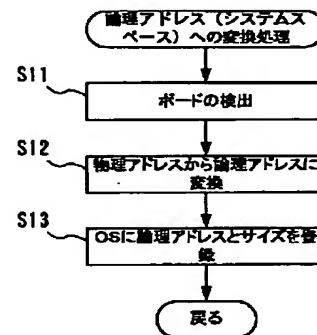 論理アドレス（システムス
ペース）への変換処理
S11
ボードの検出
S12
物理アドレスから論理アドレスに
変換
S13
OSに論理アドレスとサイズを登
録
戻る